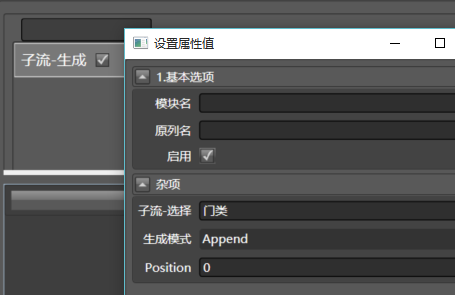 子流-生成
设置属性值
1.基本选项
模块名
原列名
启用
杂项
子流-选择 门类
生成模式 Append
Position 0